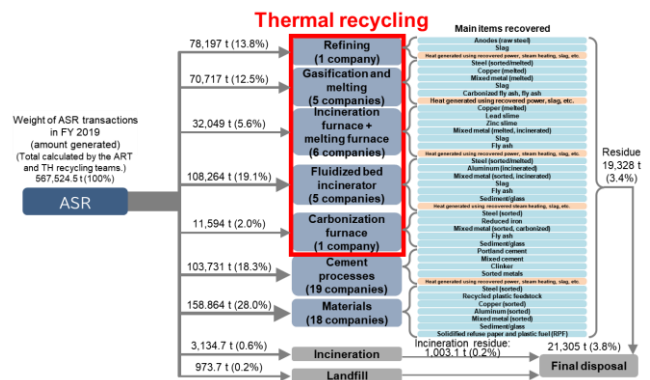 Thermal recycling
Main items recovered
78,197 t (13.8%)
Refining
(1 company)
Anodes (raw steel)
Slag
Heat generated using recovered power, steam heating, slag, etc.
70,717 t (12.5%)
Gasification and
melting
(5 companies)
Steel (sorted/melted)
Copper (melted)
Mixed metal (melted)
Slag
Carbonized fly ash, fly ash
Heat generated using recovered power, slag, etc.
Weight of ASR transactions
in FY 2019
(amount generated)
(Total calculated by the ART
and TH recycling teams.)
567,524.5 t (100%)
ASR
32,049 t (5.6%)
Incineration
furnace +
melting furnace
(6 companies)
Copper (melted)
Lead slime
Zinc slime
Mixed metal (melted, incinerated)
Slag
Fly ash
Heat generated using recovered power, steam heating, slag, etc.
108,264 t (19.1%)
Fluidized bed
incinerator
(5 companies)
Steel (sorted/melted)
Aluminum (incinerated)
Mixed metal (sorted, incinerated)
Slag
Fly ash
Sediment/glass
Heat generated using recovered steam heating, slag, etc.
11,594 t (2.0%)
Carbonization
furnace
(1 company)
Steel (sorted)
Reduced iron
Mixed metal (sorted, carbonized)
Fly ash
Sediment/glass
103,731 t (18.3%)
Cement
processes
(19 companies)
Portland cement
Mixed cement
Clinker
Sorted metals
Heat generated using recovered power, steam heating, slag, etc.
158.864 t (28.0%)
Materials
(18 companies)
Steel (sorted)
Recycled plastic feedstock
Copper (sorted)
Aluminum (sorted)
Mixed metal (sorted)
Sediment/glass
Solidified refuse paper and plastic fuel (RPF)
Residue
19,328 t
(3.4%)
3,134.7 t (0.6%)
Incineration
Incineration residue:
1,003.1 t (0.2%)
21,305 t (3.8%)
Final disposal
973.7 t (0.2%)
Landfill